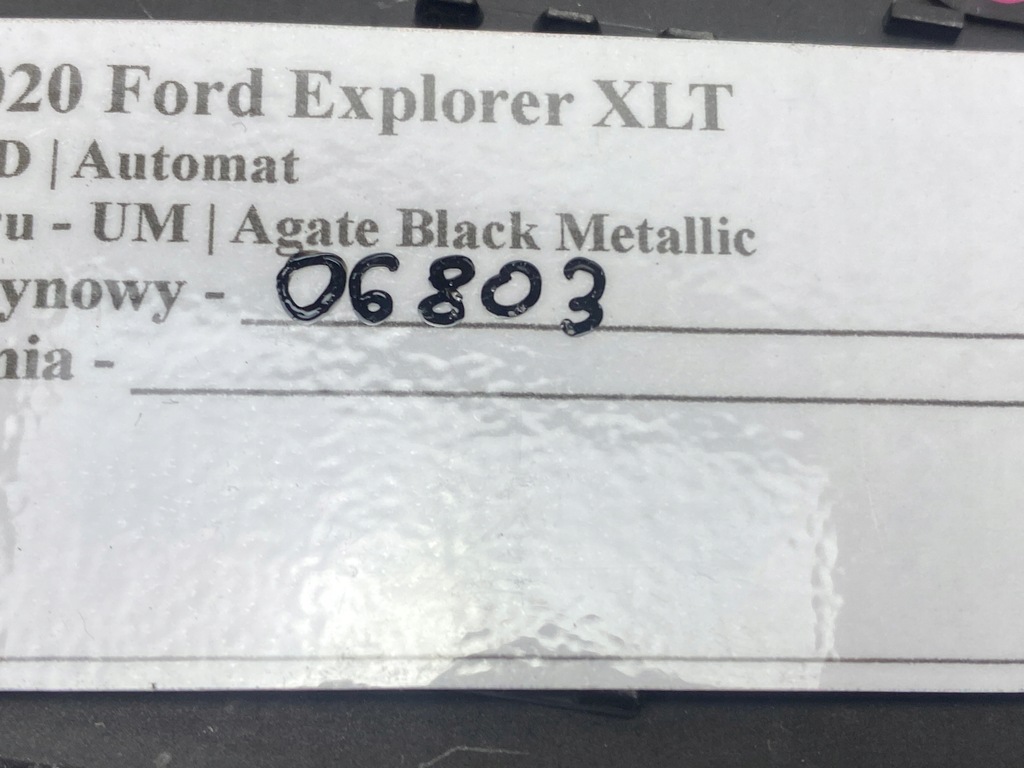 020 Ford Explorer XLT
D | Automat
ru - UM | Agate Black Metallic
ynowy - 06803
nia -